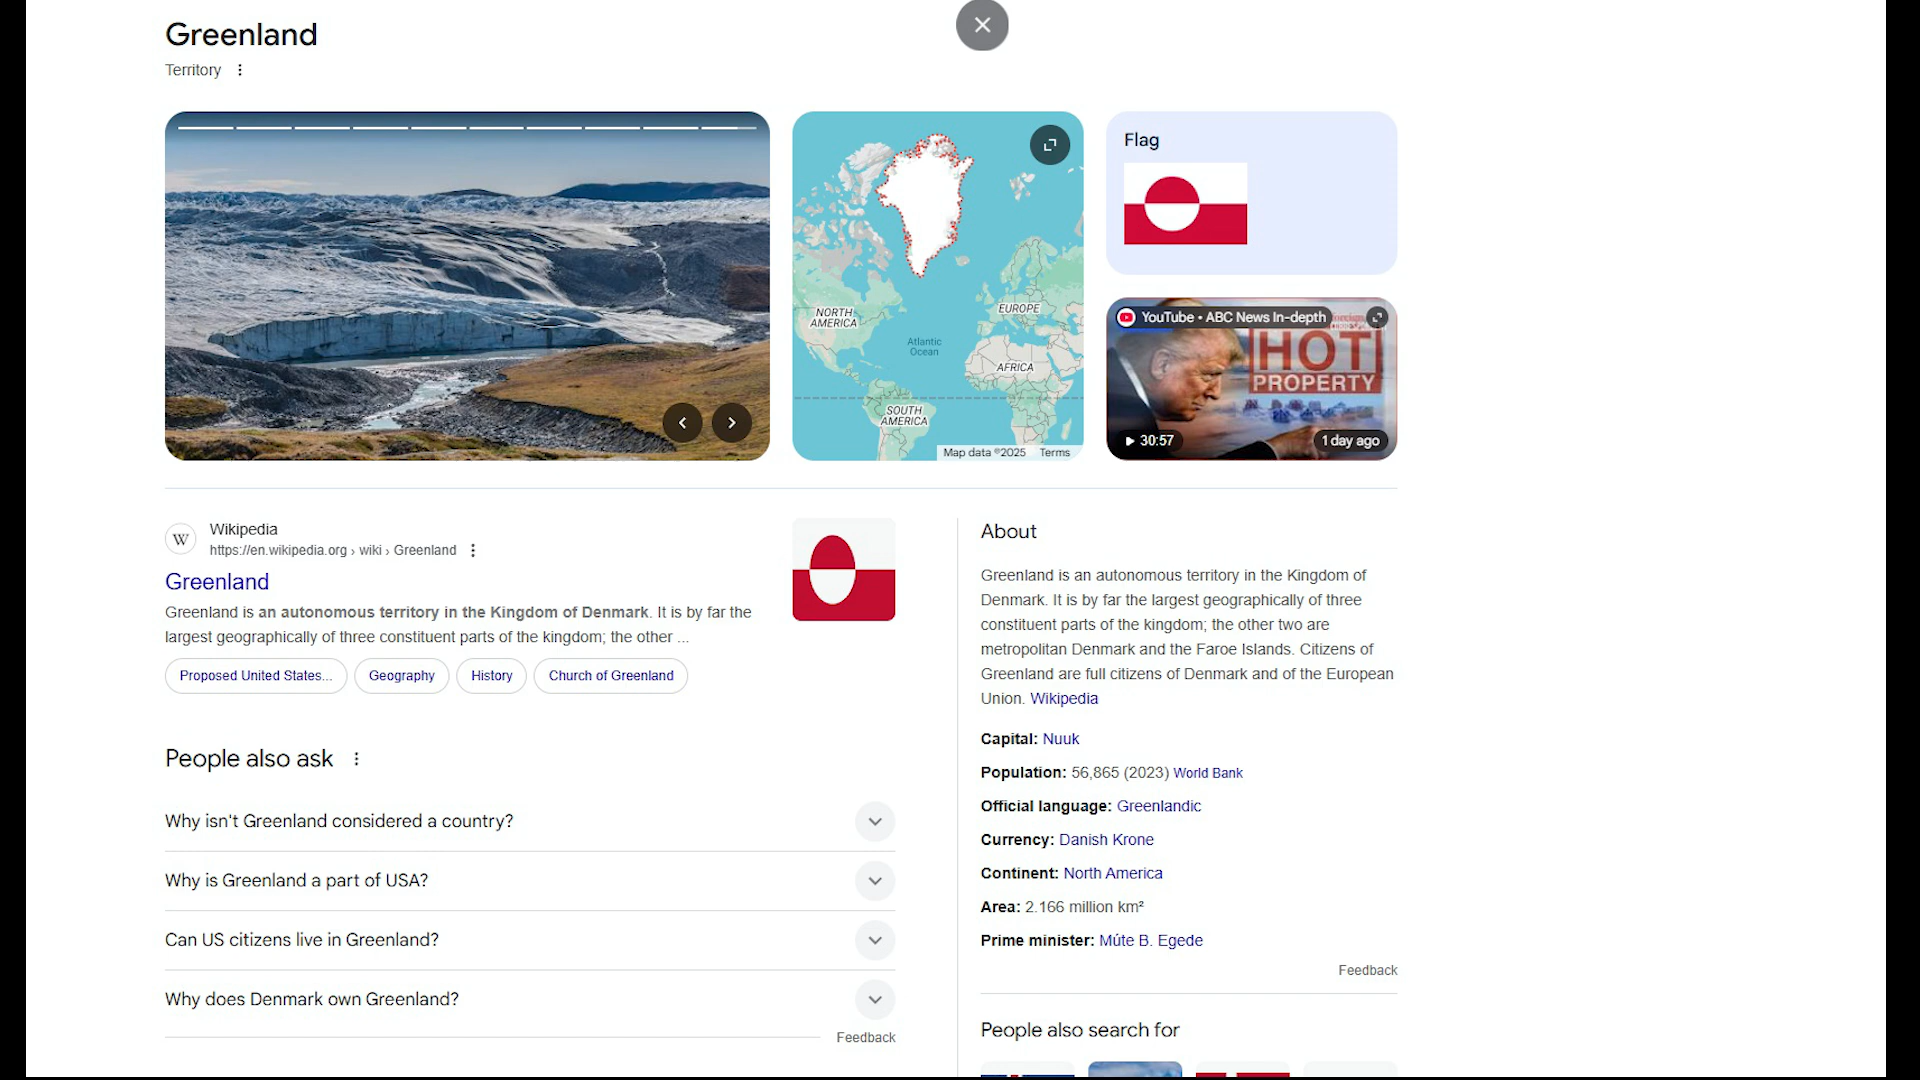 Greenland
Territory
Flag
NORTH
AMERICA
EUROPE
Atlantic
Ocean
AFRICA
SOUTH
AMERICA
Map data ©2025 Terms
YouTube • ABC News In-depth
foreign
HOT
PROPERTY
30:57
1 day ago
Wikipedia
W
https://en.wikipedia.org › wiki › Greenland
Greenland
Greenland is an autonomous territory in the Kingdom of Denmark. It is by far the
largest geographically of three constituent parts of the kingdom; the other ...
Proposed United States... Geography History Church of Greenland
People also ask
Why isn't Greenland considered a country?
Why is Greenland a part of USA?
Can US citizens live in Greenland?
Why does Denmark own Greenland?
Feedback
About
Greenland is an autonomous territory in the Kingdom of
Denmark. It is by far the largest geographically of three
constituent parts of the kingdom; the other two are
metropolitan Denmark and the Faroe Islands. Citizens of
Greenland are full citizens of Denmark and of the European
Union. Wikipedia
Capital: Nuuk
Population: 56,865 (2023) World Bank
Official language: Greenlandic
Currency: Danish Krone
Continent: North America
Area: 2.166 million km²
Prime minister: Múte B. Egede
Feedback
People also search for